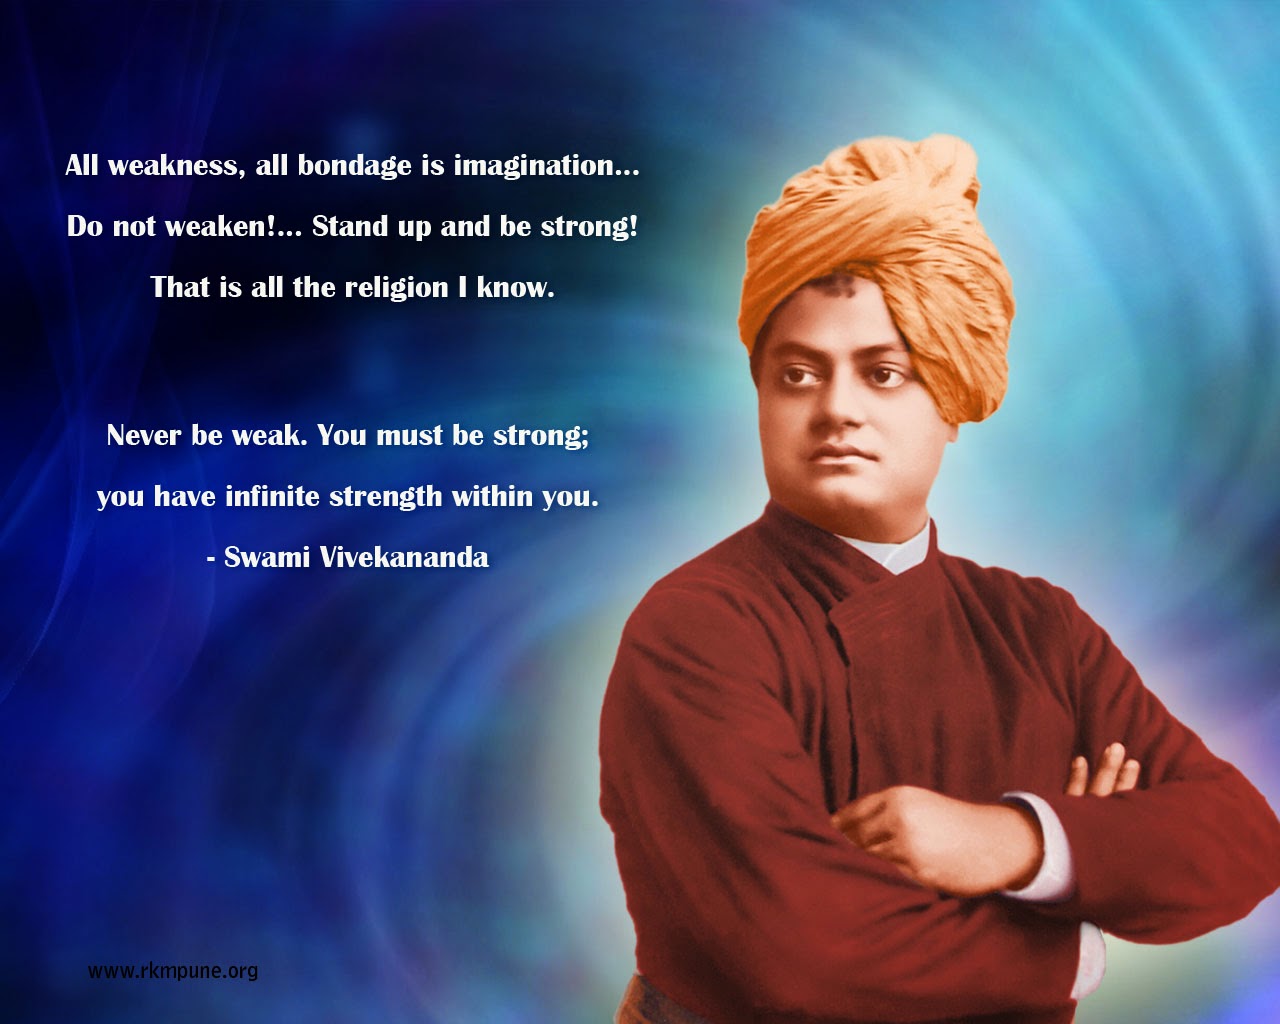 All weakness, all bondage is imagination...
Do not weaken!... Stand up and be strong!
That is all the religion I know.
Never be weak. You must be strong;
you have infinite strength within you.
- Swami Vivekananda
www.rkmpune.org